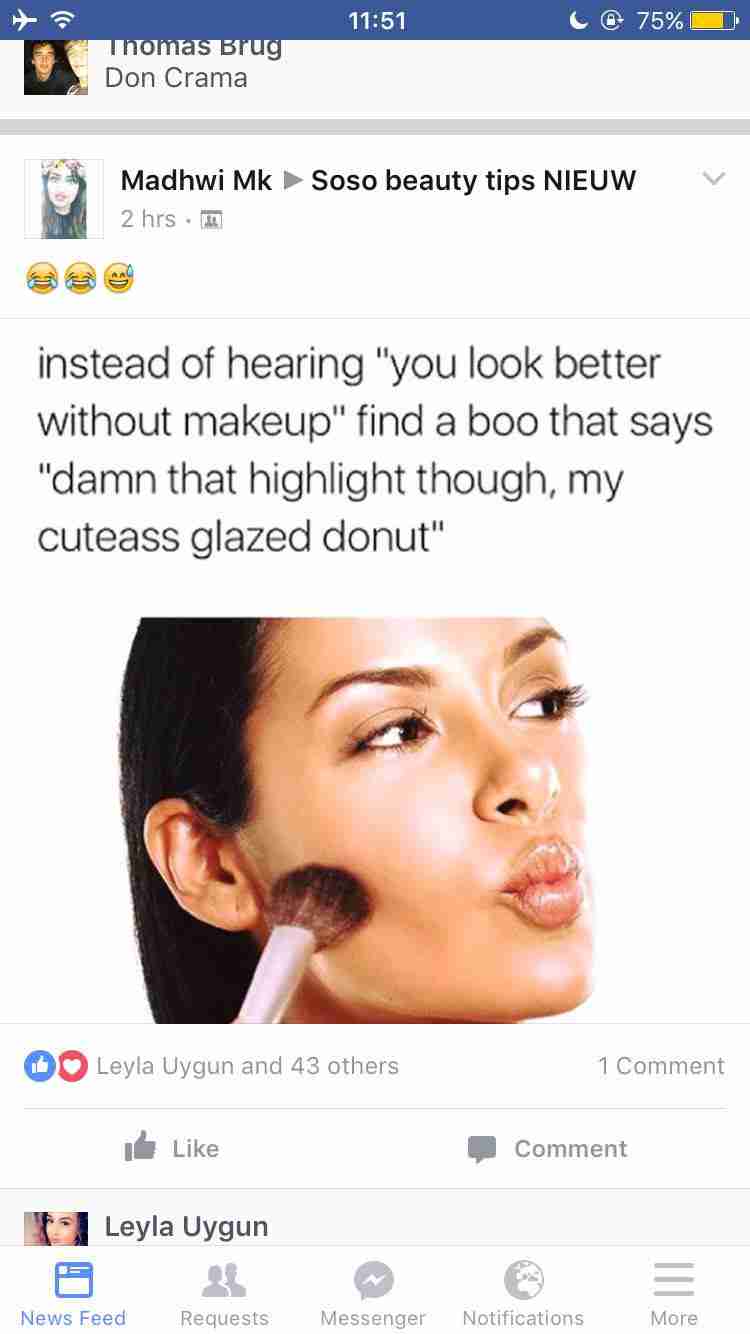 11:51
75%
Thomas Brug
Don Crama
Madhwi Mk ▶ Soso beauty tips NIEUW
2 hrs ·
😂😂😅
instead of hearing "you look better
without makeup" find a boo that says
"damn that highlight though, my
cuteass glazed donut"
Leyla Uygun and 43 others
1 Comment
Like
Comment
Leyla Uygun
News Feed
Requests
Messenger
Notifications
More